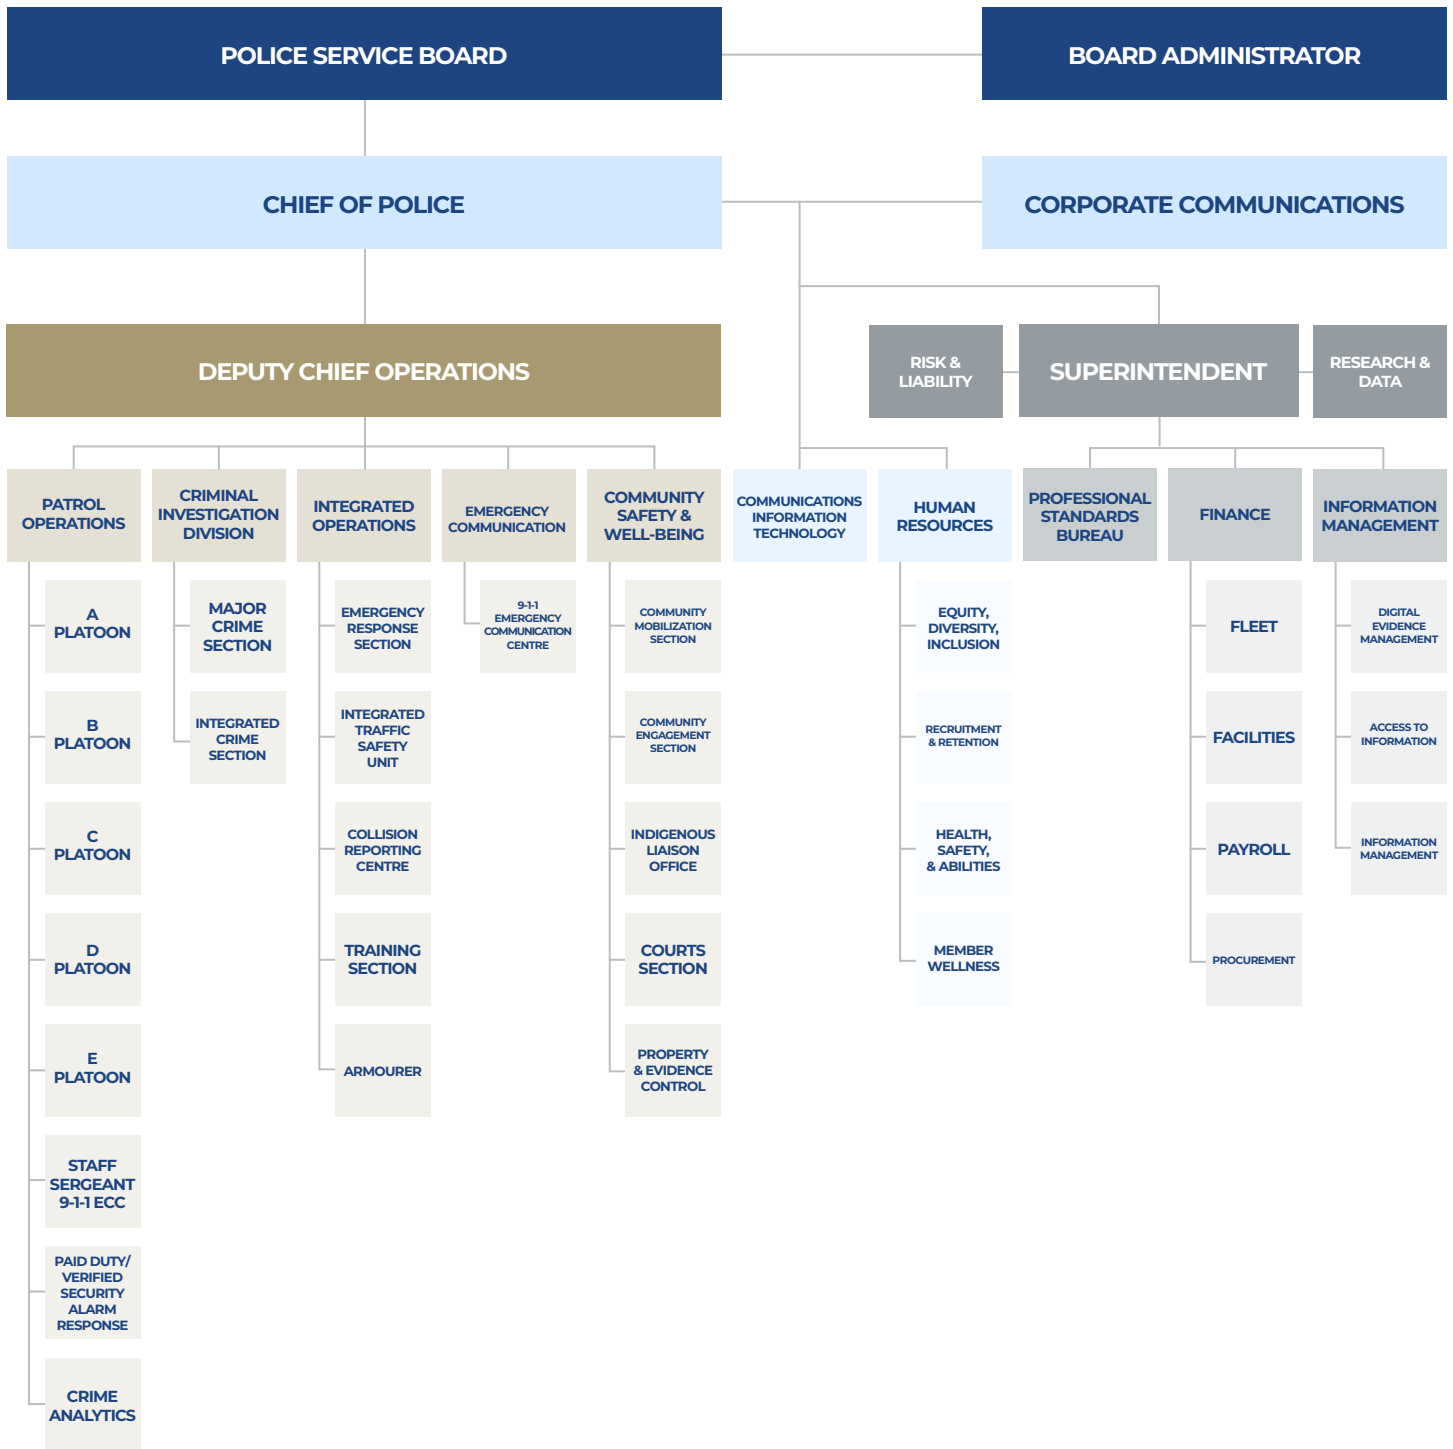 POLICE SERVICE BOARD
BOARD ADMINISTRATOR
CHIEF OF POLICE
CORPORATE COMMUNICATIONS
DEPUTY CHIEF OPERATIONS
RISK &
LIABILITY
SUPERINTENDENT
RESEARCH &
DATA
PATROL
OPERATIONS
CRIMINAL
INVESTIGATION
DIVISION
INTEGRATED
OPERATIONS
EMERGENCY
COMMUNICATION
COMMUNITY
SAFETY &
WELL-BEING
COMMUNICATIONS
INFORMATION
TECHNOLOGY
HUMAN
RESOURCES
PROFESSIONAL
STANDARDS
BUREAU
FINANCE
INFORMATION
MANAGEMENT
A
PLATOON
B
PLATOON
C
PLATOON
D
PLATOON
E
PLATOON
STAFF
SERGEANT
9-1-1 ECC
PAID DUTY/
VERIFIED
SECURITY
ALARM
RESPONSE
CRIME
ANALYTICS
MAJOR
CRIME
SECTION
INTEGRATED
CRIME
SECTION
EMERGENCY
RESPONSE
SECTION
INTEGRATED
TRAFFIC
SAFETY
UNIT
COLLISION
REPORTING
CENTRE
TRAINING
SECTION
ARMOURER
9-1-1
EMERGENCY
COMMUNICATION
CENTRE
COMMUNITY
MOBILIZATION
SECTION
COMMUNITY
ENGAGEMENT
SECTION
INDIGENOUS
LIAISON
OFFICE
COURTS
SECTION
PROPERTY
& EVIDENCE
CONTROL
EQUITY,
DIVERSITY,
INCLUSION
RECRUITMENT
& RETENTION
HEALTH,
SAFETY,
& ABILITIES
MEMBER
WELLNESS
FLEET
FACILITIES
PAYROLL
PROCUREMENT
DIGITAL
EVIDENCE
MANAGEMENT
ACCESS TO
INFORMATION
INFORMATION
MANAGEMENT